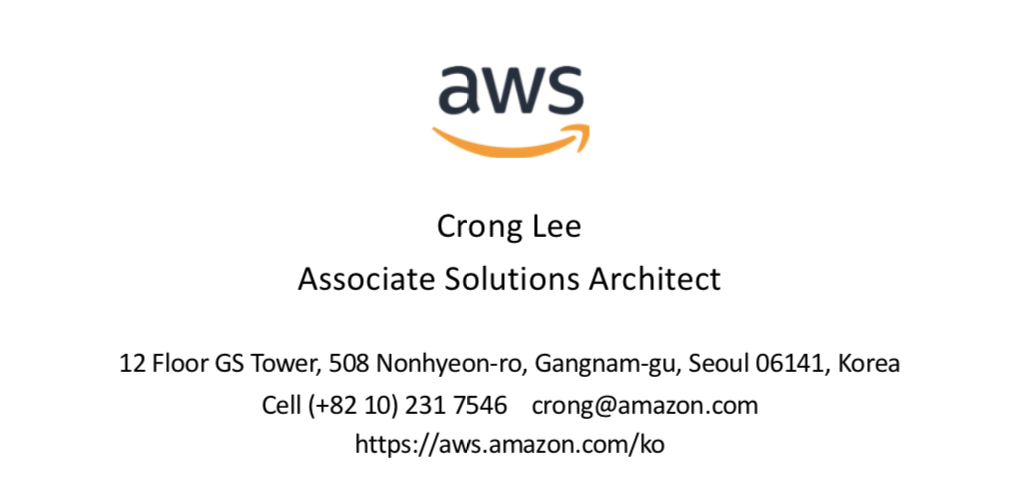 aws
Crong Lee
Associate Solutions Architect
12 Floor GS Tower, 508 Nonhyeon-ro, Gangnam-gu, Seoul 06141, Korea
Cell (+82 10) 231 7546 crong@amazon.com
https://aws.amazon.com/ko